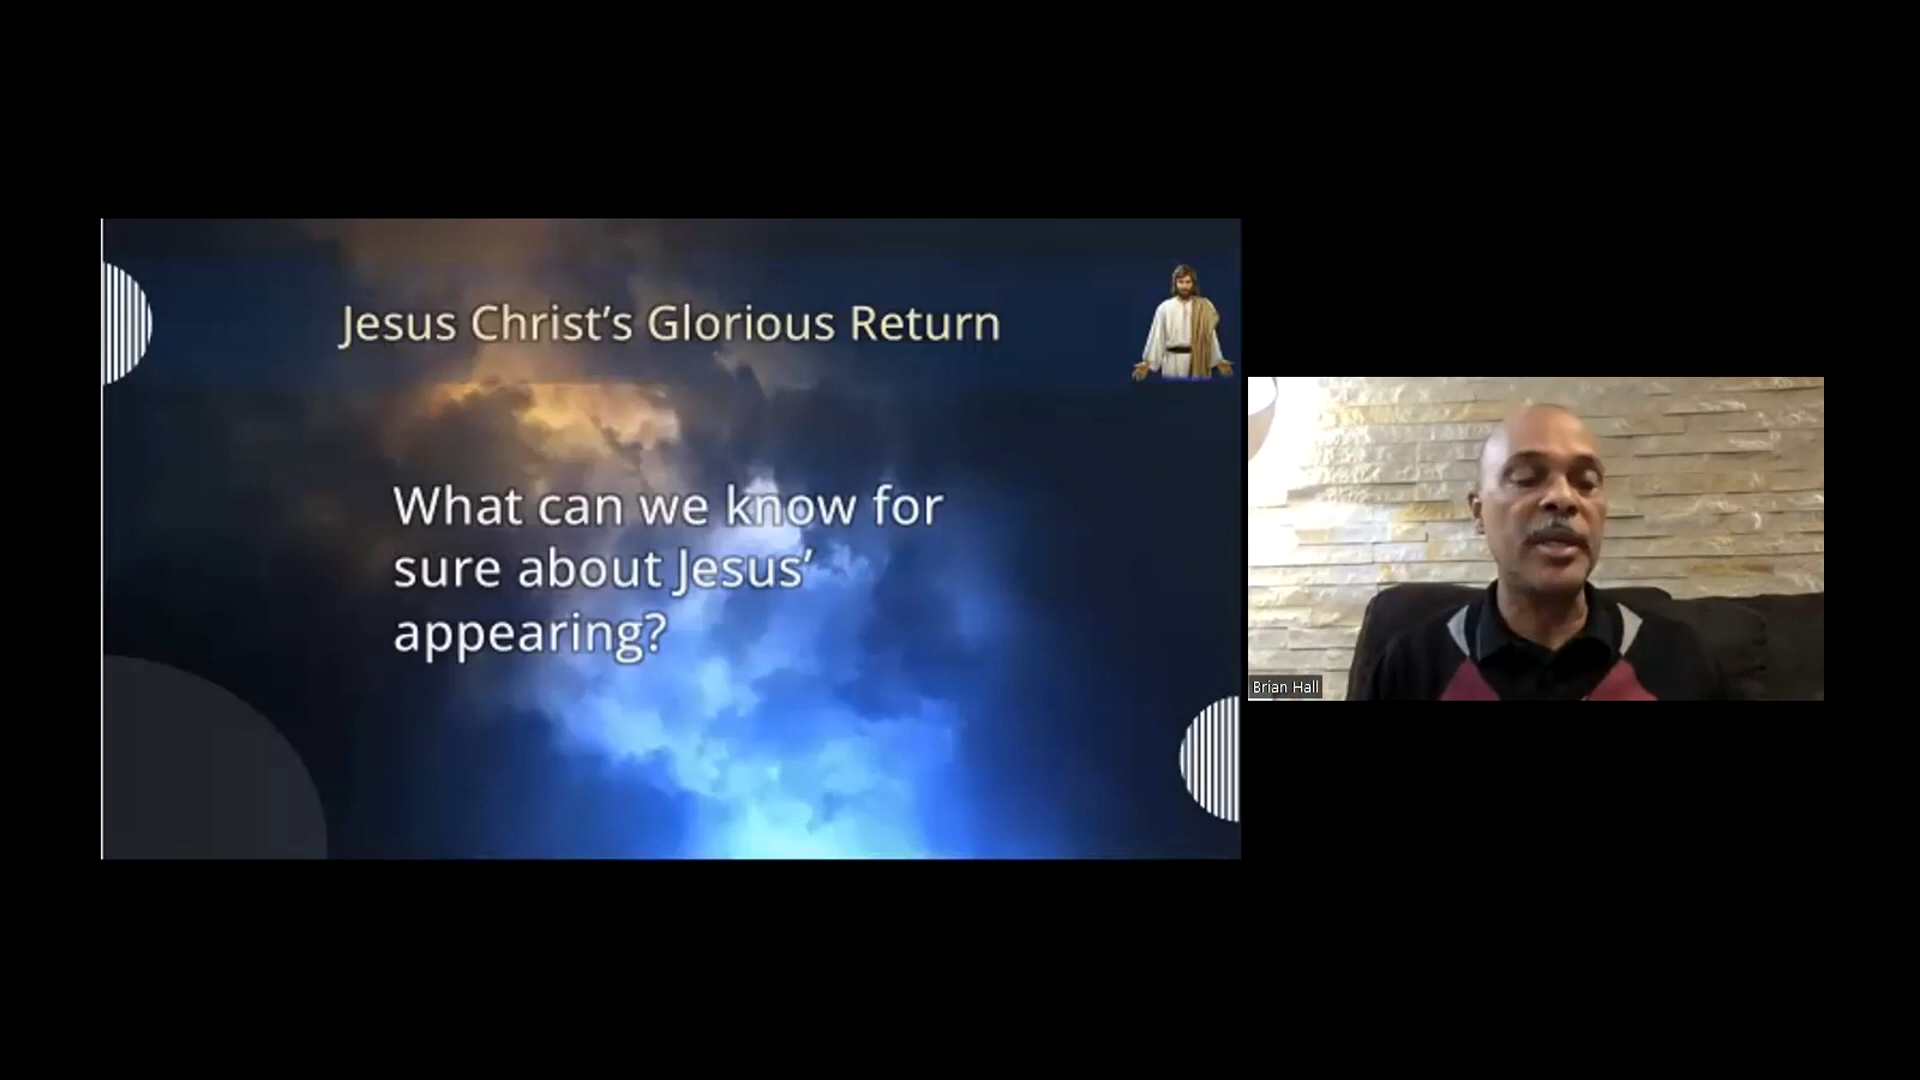 Jesus Christ’s Glorious Return
What can we know for
sure about Jesus’
appearing?
Brian Hall